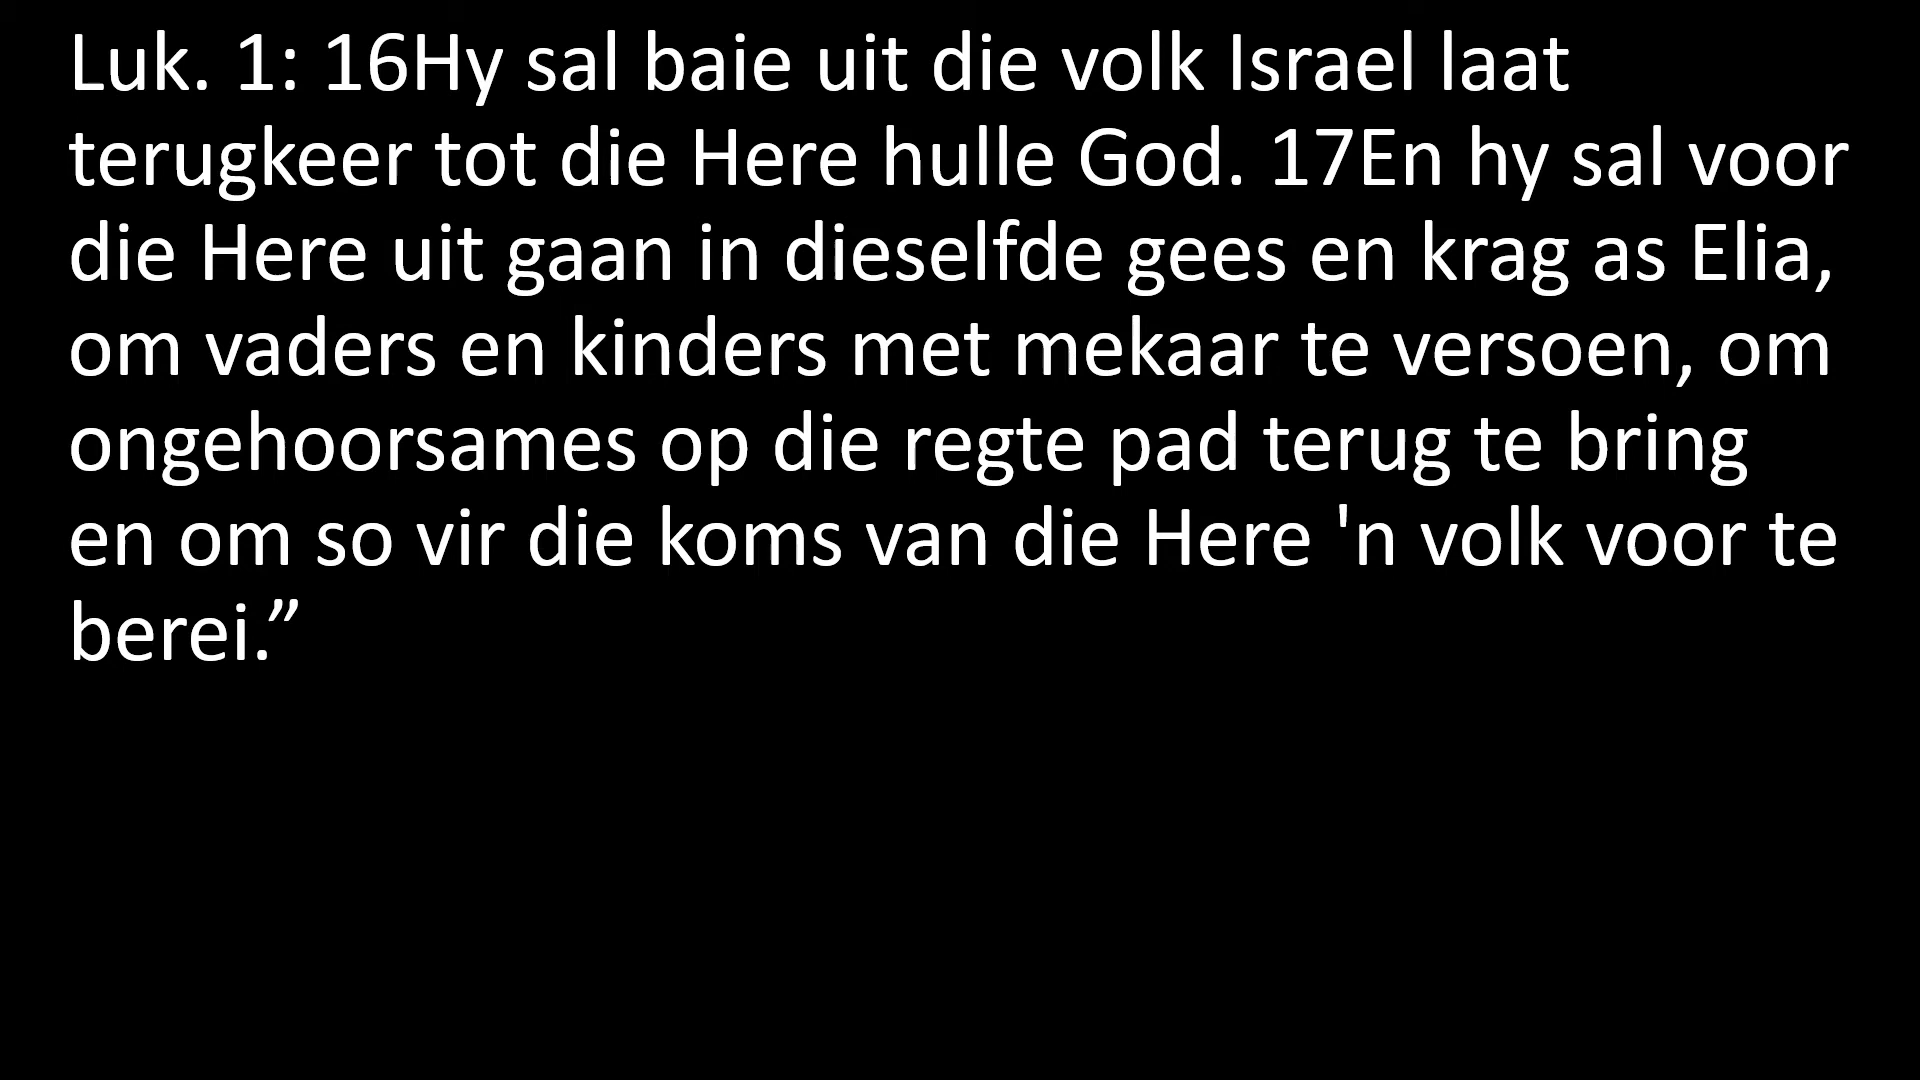 Luk. 1: 16Hy sal baie uit die volk Israel laat
terugkeer tot die Here hulle God. 17En hy sal voor
die Here uit gaan in dieselfde gees en krag as Elia,
om vaders en kinders met mekaar te versoen, om
ongehoorsames op die regte pad terug te bring
en om so vir die koms van die Here 'n volk voor te
berei.”